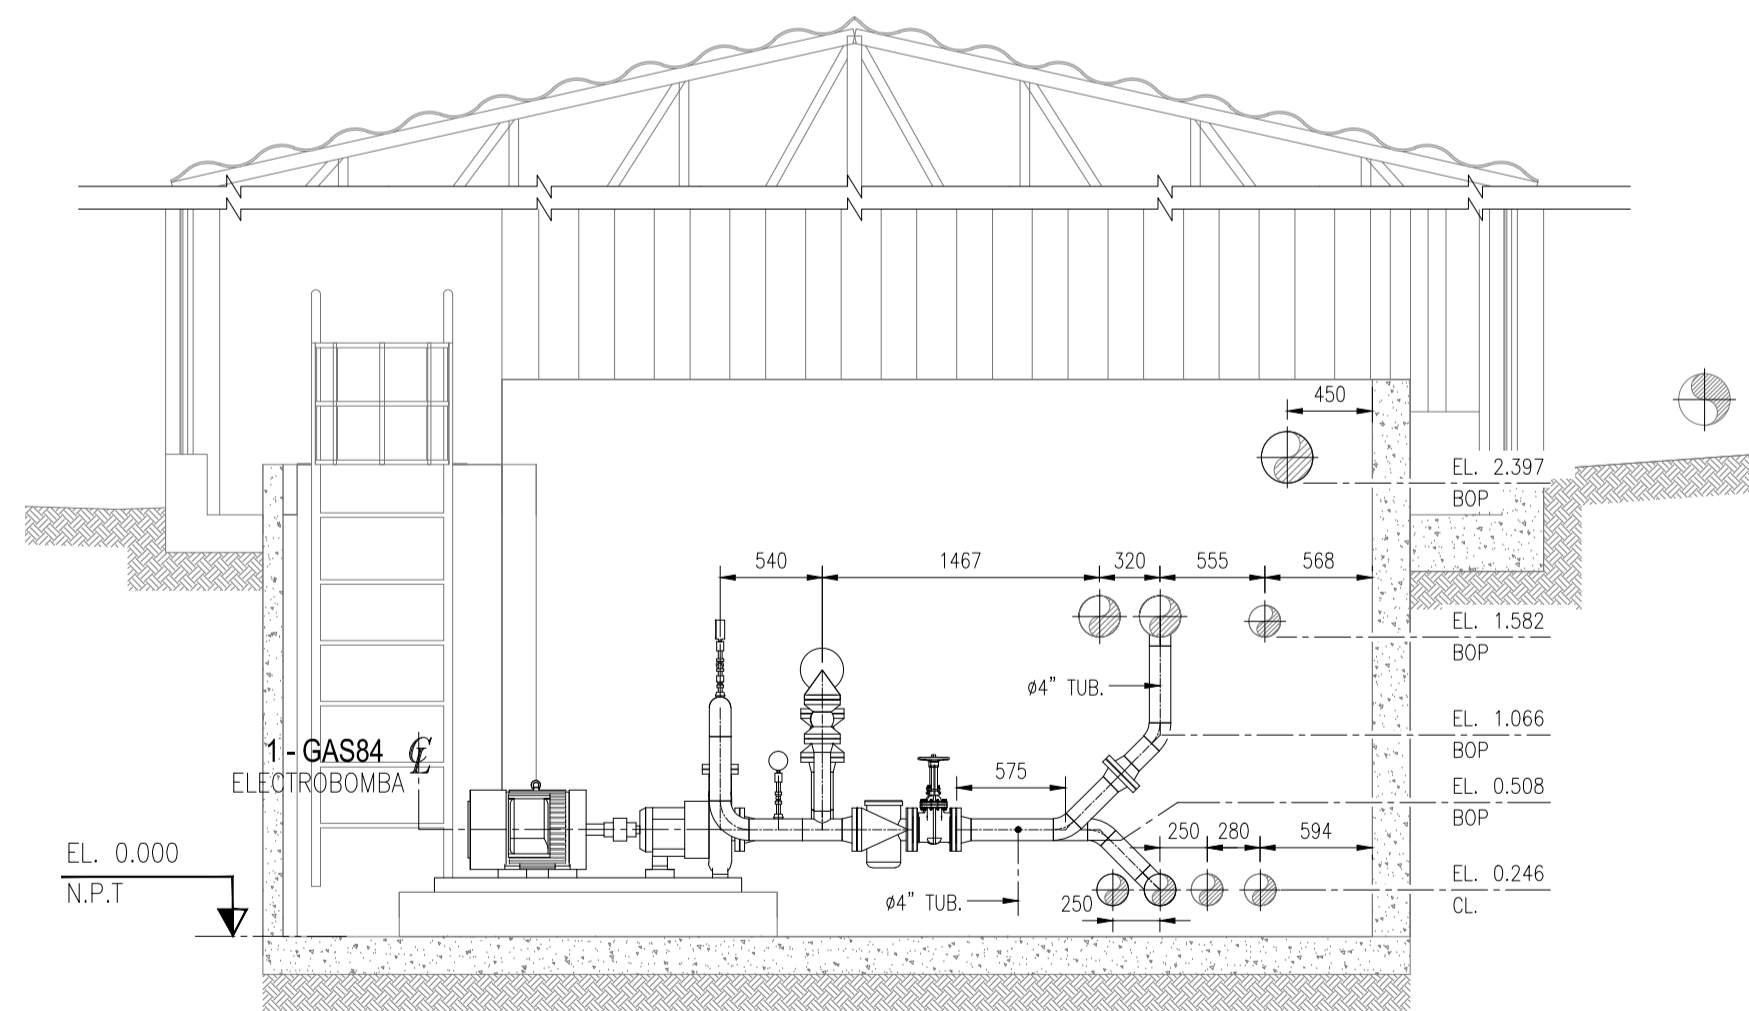 450
EL. 2.397
BOP
540
1467
320
555
568
EL. 1.582
BOP
ø4" TUB.
EL. 1.066
BOP
1 - GAS84 ℄
ELECTROBOMBA
575
EL. 0.508
BOP
250
280
594
EL. 0.000
N.P.T
EL. 0.246
CL.
ø4" TUB.
250